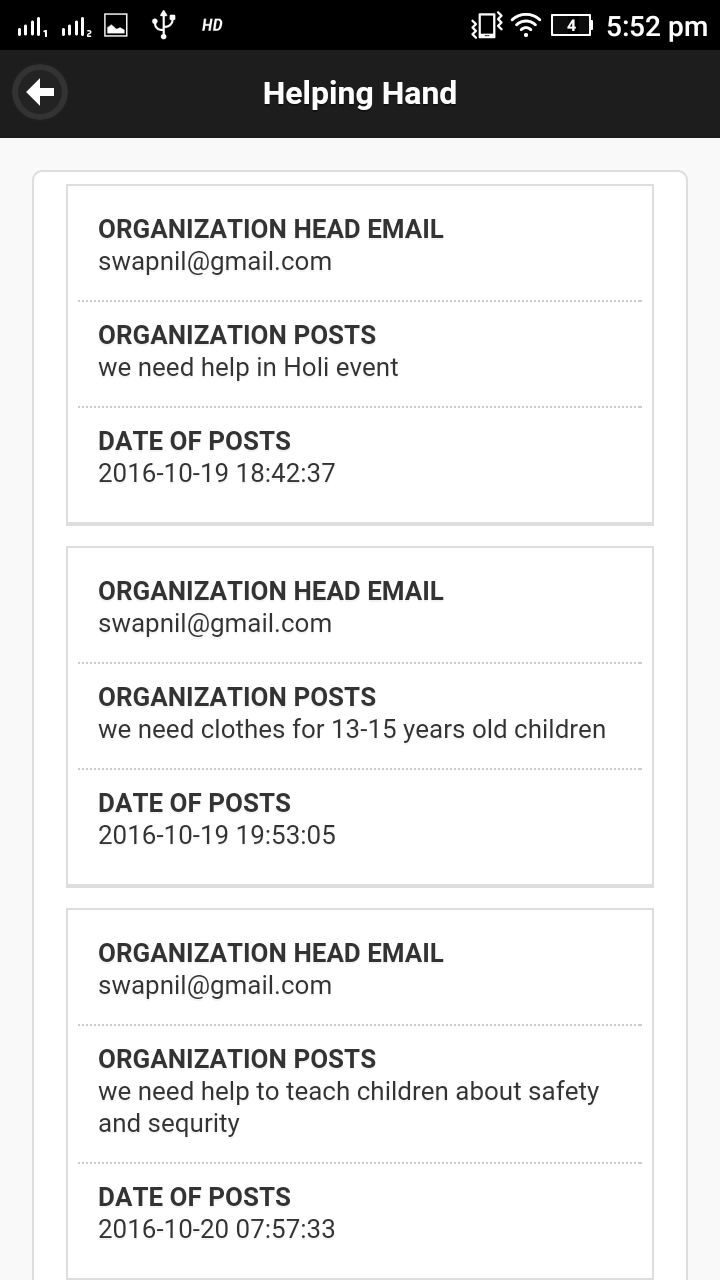 HD 4 5:52 pm
Helping Hand
ORGANIZATION HEAD EMAIL
swapnil@gmail.com
ORGANIZATION POSTS
we need help in Holi event
DATE OF POSTS
2016-10-19 18:42:37
ORGANIZATION HEAD EMAIL
swapnil@gmail.com
ORGANIZATION POSTS
we need clothes for 13-15 years old children
DATE OF POSTS
2016-10-19 19:53:05
ORGANIZATION HEAD EMAIL
swapnil@gmail.com
ORGANIZATION POSTS
we need help to teach children about safety
and sequrity
DATE OF POSTS
2016-10-20 07:57:33